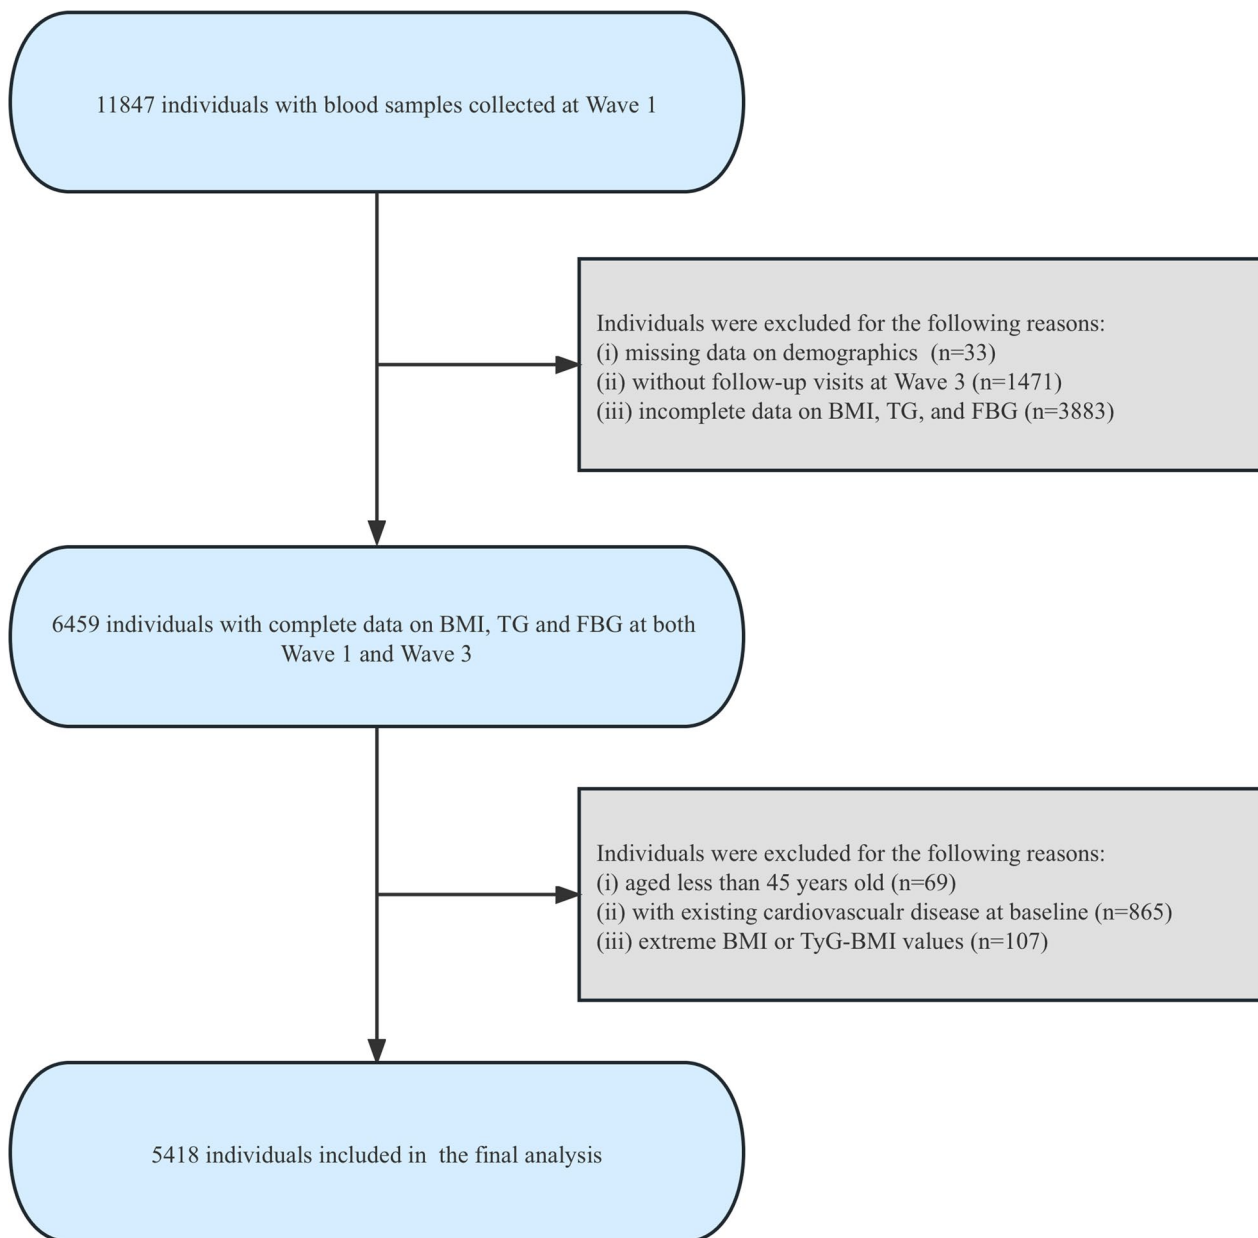 11847 individuals with blood samples collected at Wave 1
Individuals were excluded for the following reasons:
(i) missing data on demographics  (n=33)
(ii) without follow-up visits at Wave 3 (n=1471)
(iii) incomplete data on BMI, TG, and FBG (n=3883)
6459 individuals with complete data on BMI, TG and FBG at both
Wave 1 and Wave 3
Individuals were excluded for the following reasons:
(i) aged less than 45 years old (n=69)
(ii) with existing cardiovascualr disease at baseline (n=865)
(iii) extreme BMI or TyG-BMI values (n=107)
5418 individuals included in  the final analysis